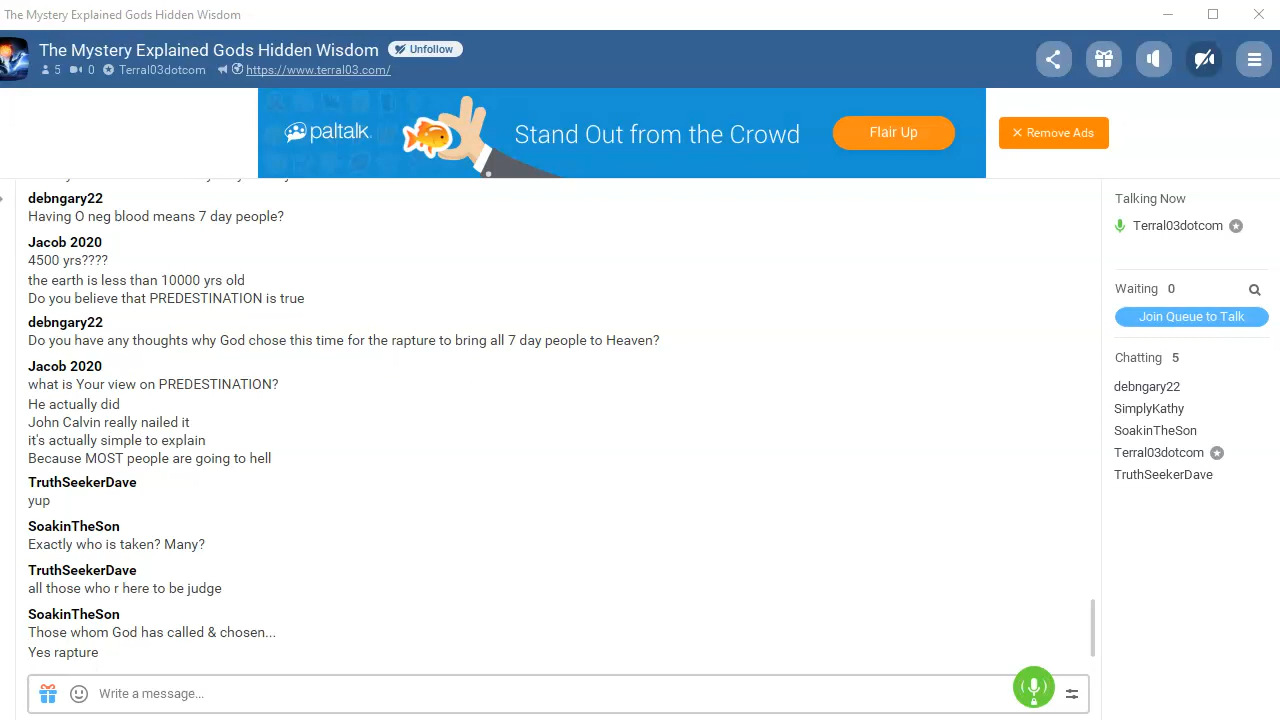 The Mystery Explained Gods Hidden Wisdom
The Mystery Explained Gods Hidden Wisdom Unfollow
5 0 Terral03dotcom https://www.terral03.com/
paltalk Stand Out from the Crowd Flair Up Remove Ads
debngary22
Having O neg blood means 7 day people?
Jacob 2020
4500 yrs????
the earth is less than 10000 yrs old
Do you believe that PREDESTINATION is true
debngary22
Do you have any thoughts why God chose this time for the rapture to bring all 7 day people to Heaven?
Jacob 2020
what is Your view on PREDESTINATION?
He actually did
John Calvin really nailed it
it's actually simple to explain
Because MOST people are going to hell
TruthSeekerDave
yup
SoakinTheSon
Exactly who is taken? Many?
TruthSeekerDave
all those who r here to be judge
SoakinTheSon
Those whom God has called & chosen...
Yes rapture
Write a message...
Talking Now
Terral03dotcom
Waiting 0
Join Queue to Talk
Chatting 5
debngary22
SimplyKathy
SoakinTheSon
Terral03dotcom
TruthSeekerDave